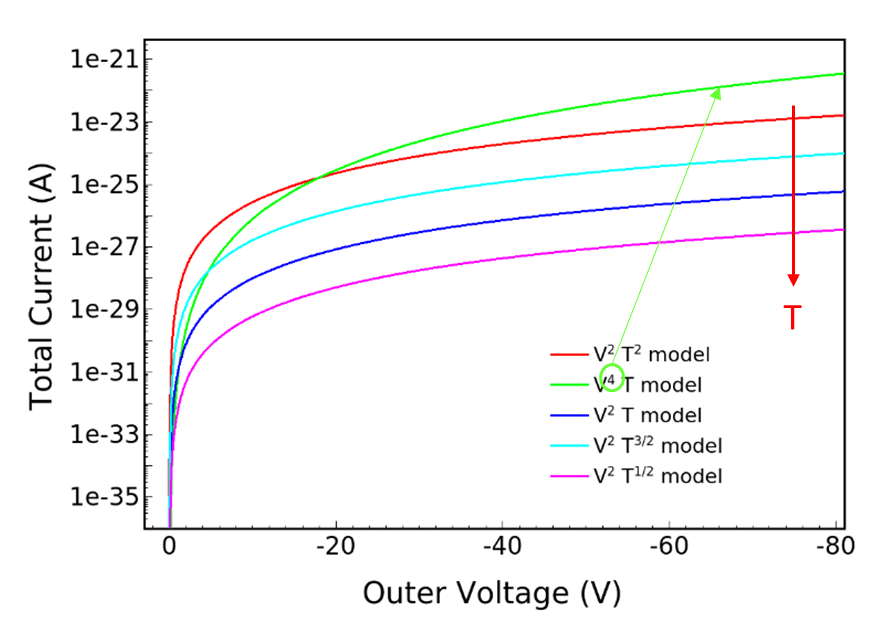 1e-21
1e-23
1e-25
1e-27
1e-29
1e-31
1e-33
1e-35
Total Current (A)
T
V² T² model
V⁴ T model
V² T model
V² T³/² model
V² T¹/² model
0 -20 -40 -60 -80
Outer Voltage (V)